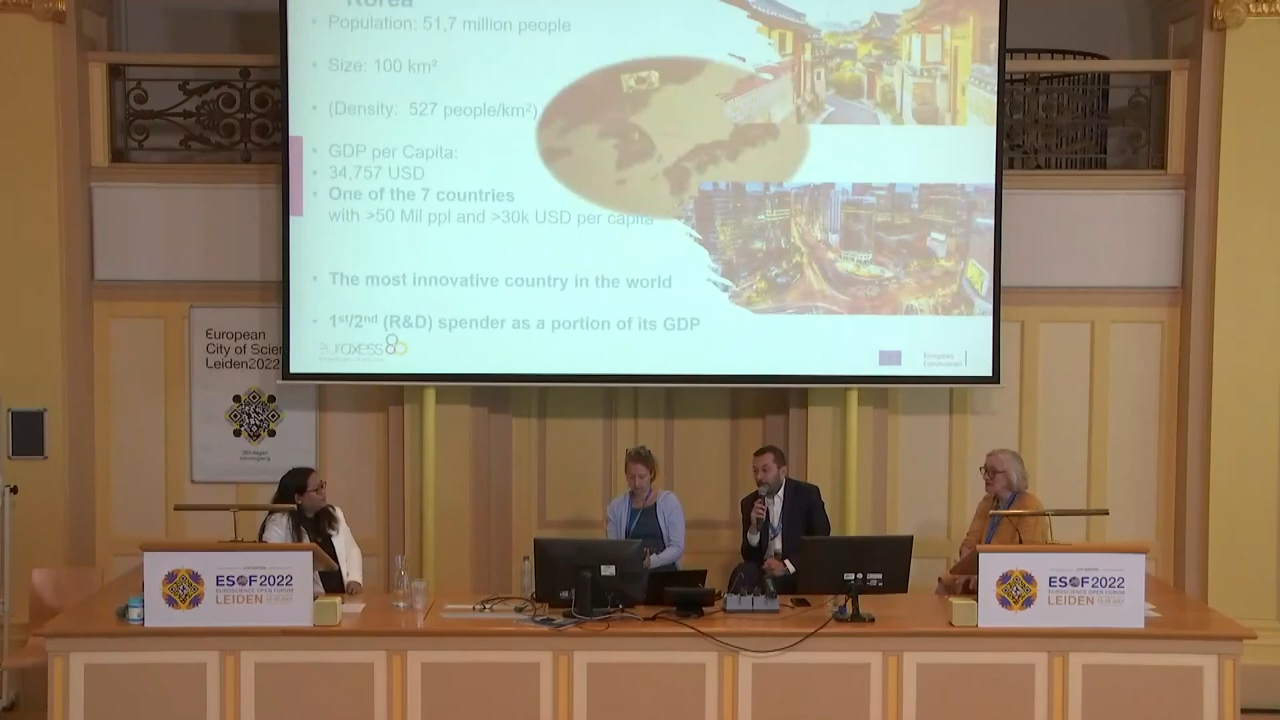 Korea
• Population: 51,7 million people
• Size: 100 km²
• (Density: 527 people/km²)
• GDP per Capita:
• 34,757 USD
• One of the 7 countries
with >50 Mil ppl and >30k USD per capita
• The most innovative country in the world
• 1st/2nd (R&D) spender as a portion of its GDP
euraxess
European
Commission
European
City of Scien
Leiden2022
ESOF2022
EUROSCIENCE OPEN FORUM
LEIDEN
ESOF2022
EUROSCIENCE OPEN FORUM
LEIDEN